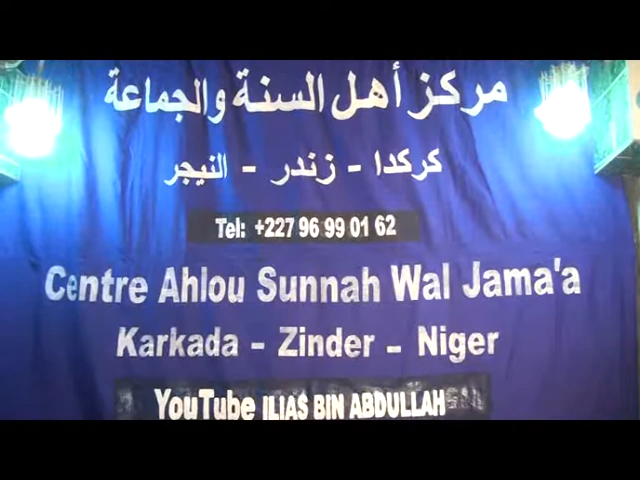 مركز أهل السنة والجماعة
كركدا - زندر - النيجر
Tel: +227 96 99 01 62
Centre Ahlou Sunnah Wal Jama'a
Karkada - Zinder - Niger
YouTube ILIAS BIN ABDULLAH